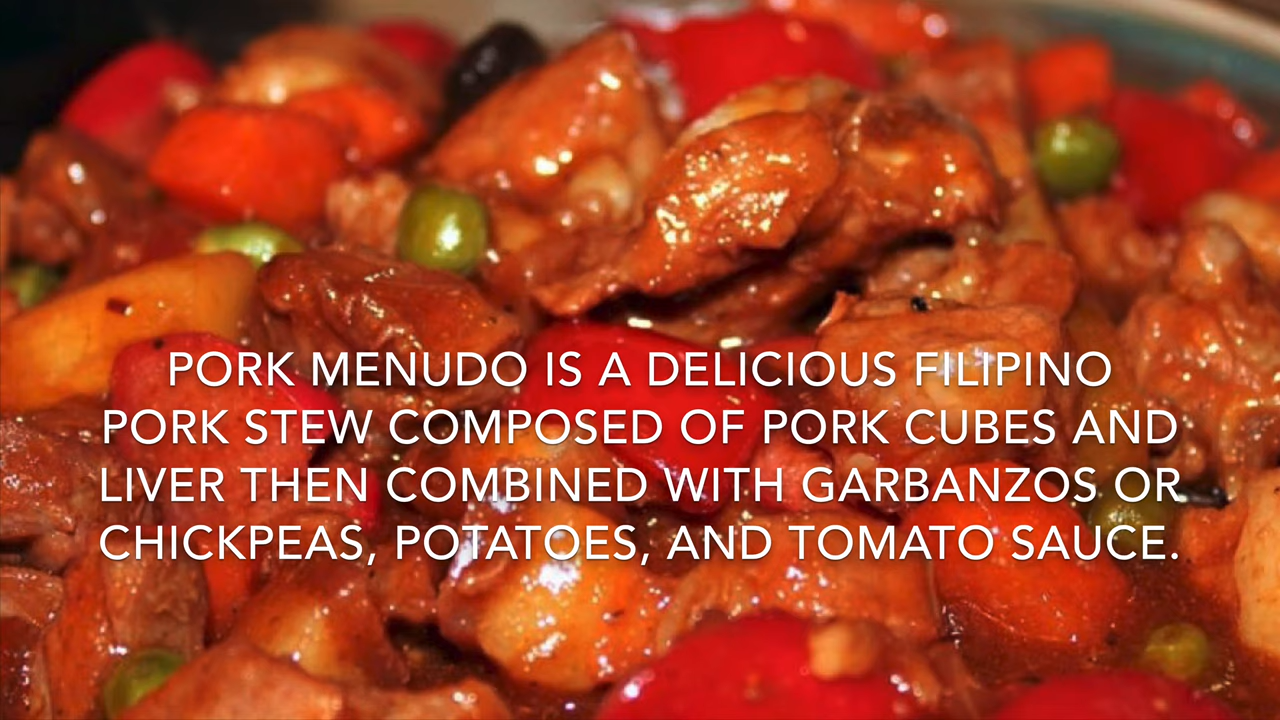 PORK MENUDO IS A DELICIOUS FILIPINO
PORK STEW COMPOSED OF PORK CUBES AND
LIVER THEN COMBINED WITH GARBANZOS OR
CHICKPEAS, POTATOES, AND TOMATO SAUCE.